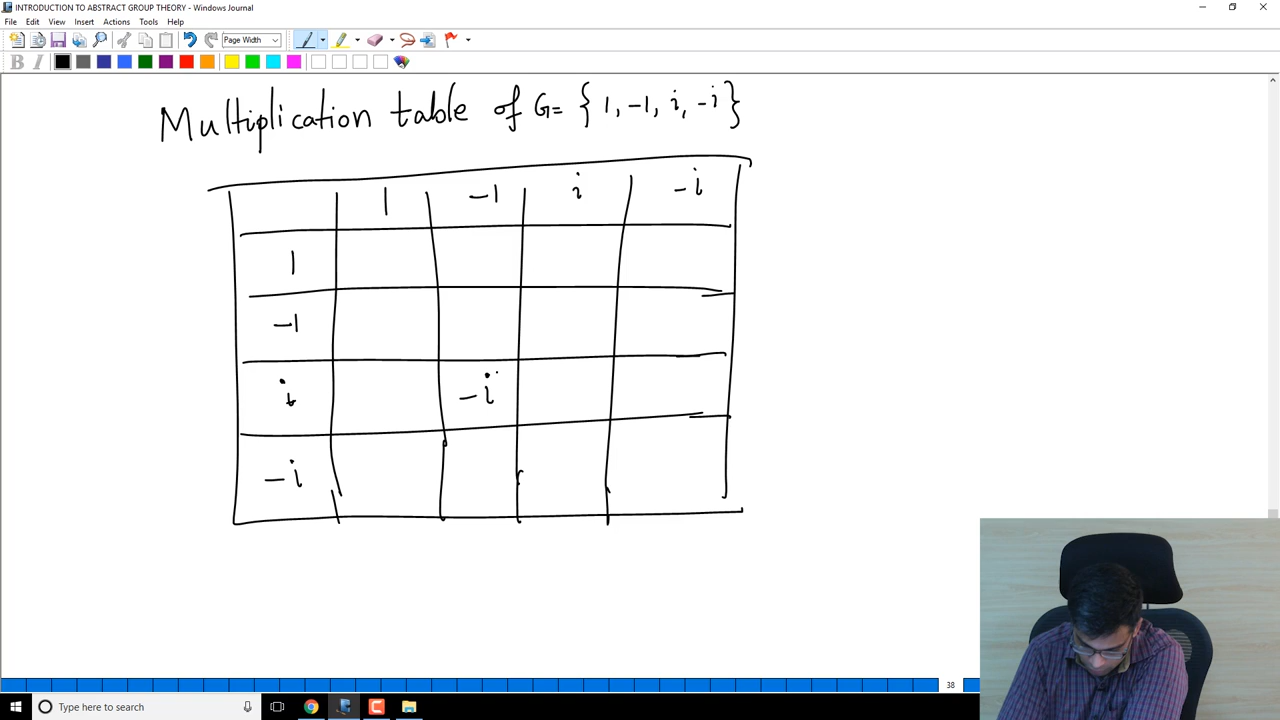 INTRODUCTION TO ABSTRACT GROUP THEORY - Windows Journal
File Edit View Insert Actions Tools Help
Page Width
B I
Multiplication table of G= {1, -1, i, -i}
1 -1 i -i
1
-1
i -i
-i
38
Type here to search